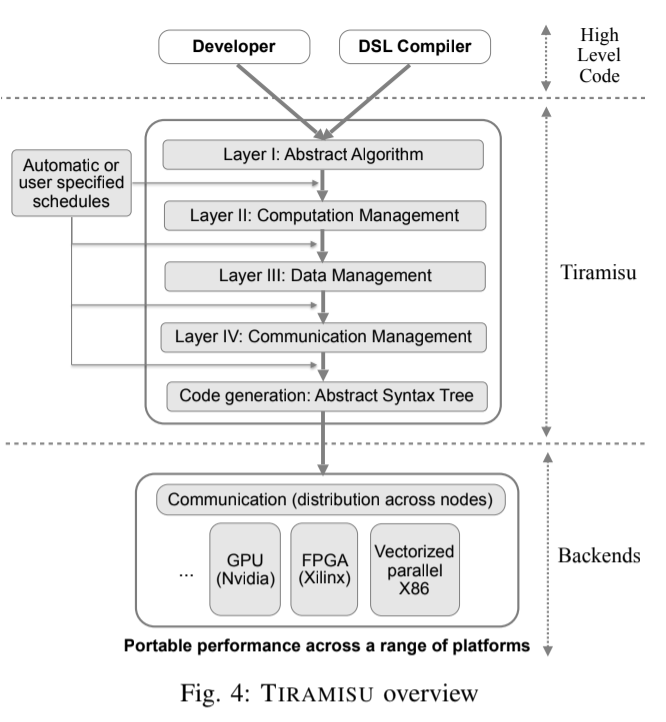 Developer
DSL Compiler
High
Level
Code
Automatic or
user specified
schedules
Layer I: Abstract Algorithm
Layer II: Computation Management
Layer III: Data Management
Layer IV: Communication Management
Code generation: Abstract Syntax Tree
Tiramisu
Communication (distribution across nodes)
...
GPU
(Nvidia)
FPGA
(Xilinx)
Vectorized
parallel
X86
Backends
Portable performance across a range of platforms
Fig. 4: TIRAMISU overview